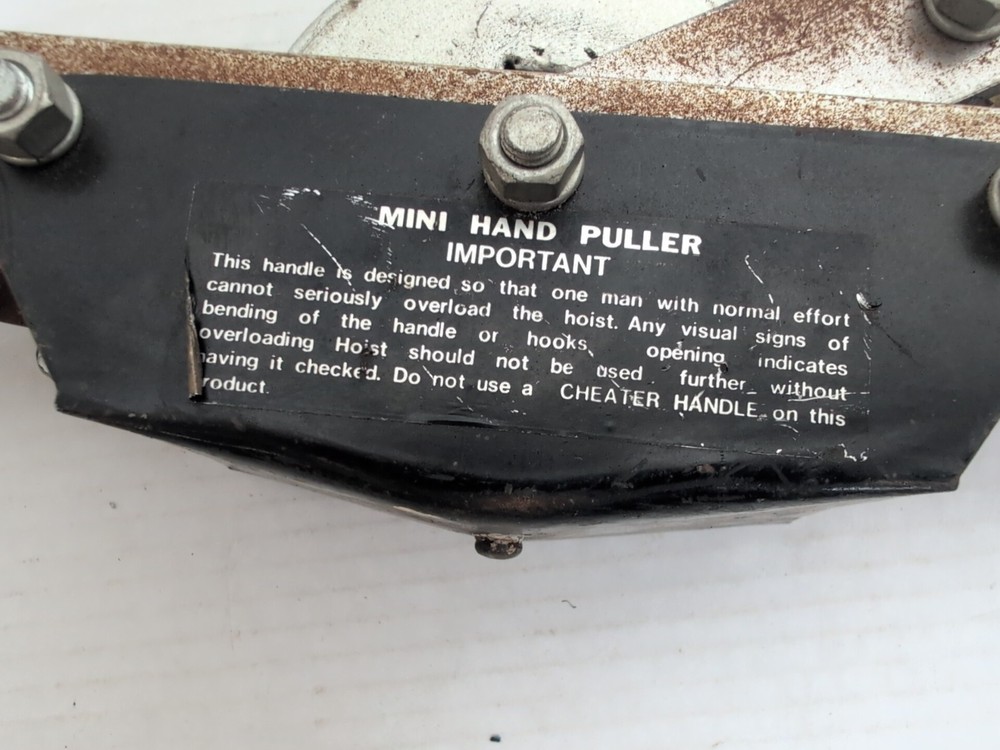 MINI HAND PULLER
IMPORTANT
This handle is designed so that one man with normal effort
cannot seriously overload the hoist. Any visual signs of
bending of the handle or hooks opening indicates
overloading Hoist should not be used further without
having it checked. Do not use a CHEATER HANDLE on this
roduct.